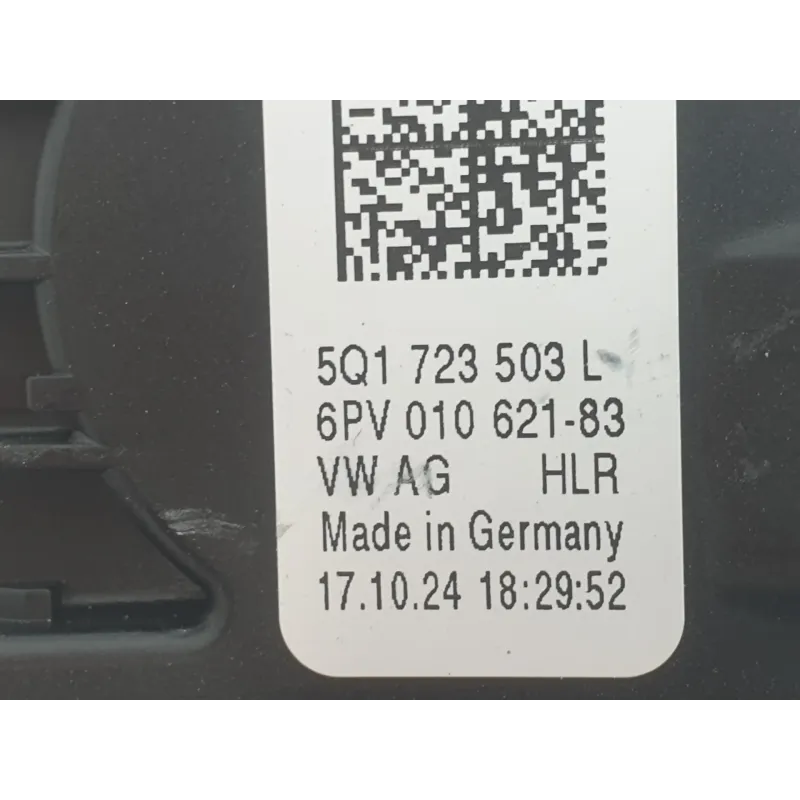 5Q1 723 503 L
6PV 010 621-83
VW AG HLR
Made in Germany
17.10.24 18:29:52